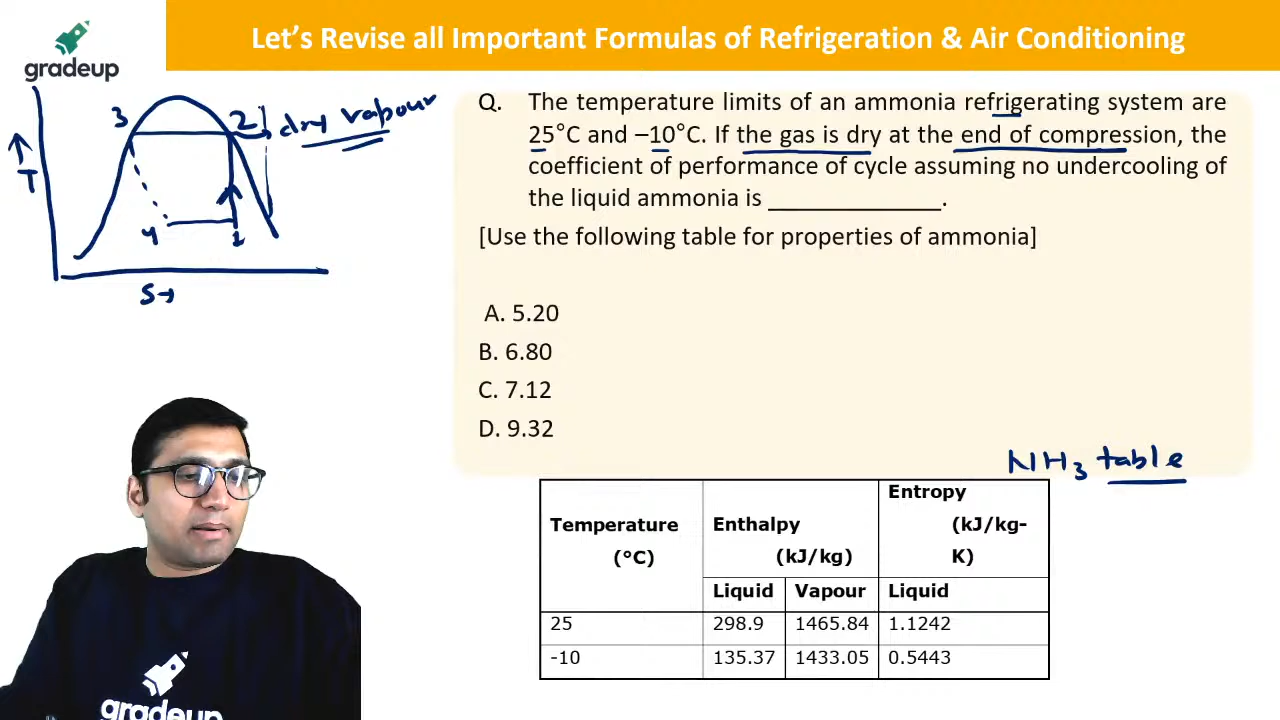 Let's Revise all Important Formulas of Refrigeration & Air Conditioning
gradeup
3
2
dry vapour
T
4
1
S→
Q. The temperature limits of an ammonia refrigerating system are
25°C and –10°C. If the gas is dry at the end of compression, the
coefficient of performance of cycle assuming no undercooling of
the liquid ammonia is ______________.
[Use the following table for properties of ammonia]
A. 5.20
B. 6.80
C. 7.12
D. 9.32
NH3 table
Temperature (°C) Enthalpy (kJ/kg) Entropy (kJ/kg-K)
Liquid Vapour Liquid
25 298.9 1465.84 1.1242
-10 135.37 1433.05 0.5443
gradeup